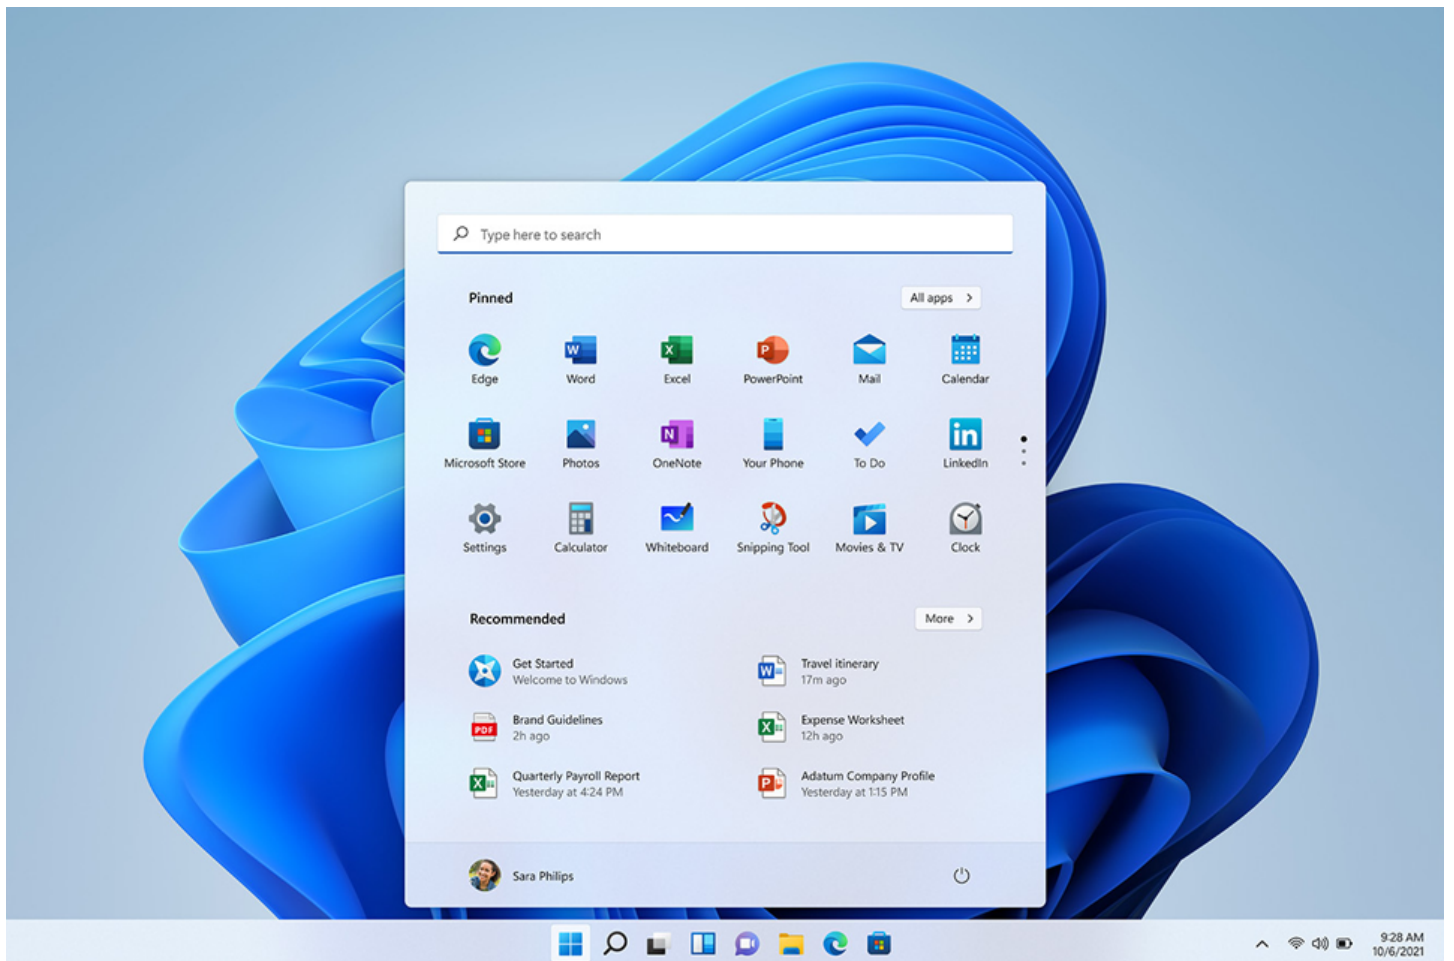 Type here to search
Pinned
All apps
Edge
Word
Excel
PowerPoint
Mail
Calendar
Microsoft Store
Photos
OneNote
Your Phone
To Do
LinkedIn
Settings
Calculator
Whiteboard
Snipping Tool
Movies & TV
Clock
Recommended
More
Get Started
Welcome to Windows
Travel itinerary
17m ago
Brand Guidelines
2h ago
Expense Worksheet
12h ago
Quarterly Payroll Report
Yesterday at 4:24 PM
Adatum Company Profile
Yesterday at 1:15 PM
Sara Philips
9:28 AM
10/6/2021